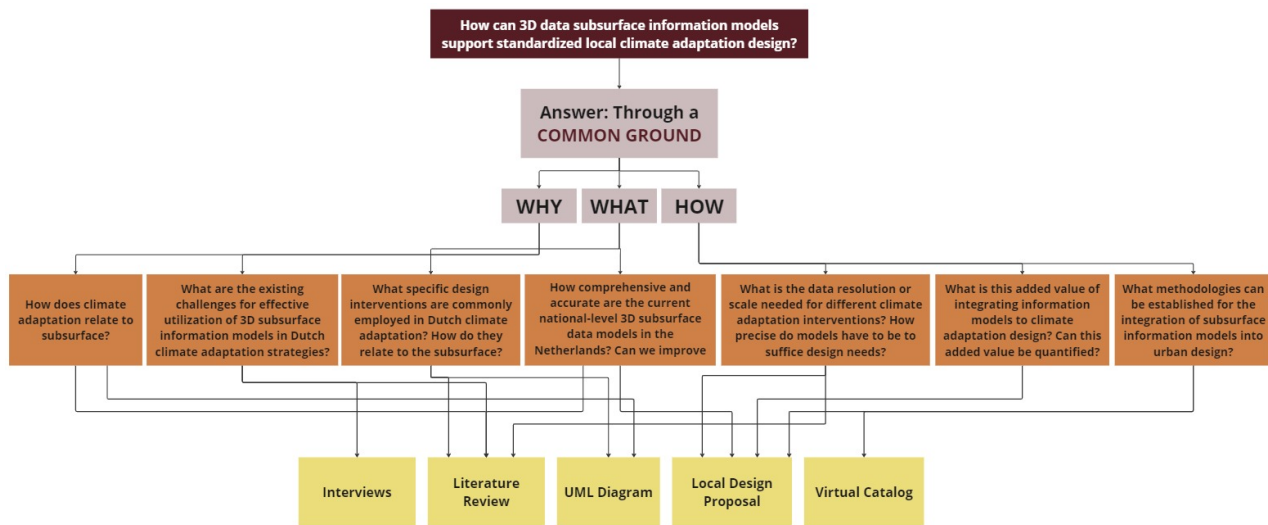 How can 3D data subsurface information models
support standardized local climate adaptation design?
Answer: Through a
COMMON GROUND
WHY
WHAT
HOW
How does climate
adaptation relate to
subsurface?
What are the existing
challenges for effective
utilization of 3D subsurface
information models in Dutch
climate adaptation strategies?
What specific design
interventions are commonly
employed in Dutch climate
adaptation? How do they
relate to the subsurface?
How comprehensive and
accurate are the current
national-level 3D subsurface
data models in the
Netherlands? Can we improve
What is the data resolution or
scale needed for different climate
adaptation interventions? How
precise do models have to be to
suffice design needs?
What is this added value of
integrating information
models to climate
adaptation design? Can this
added value be quantified?
What methodologies can
be established for the
integration of subsurface
information models into
urban design?
Interviews
Literature
Review
UML Diagram
Local Design
Proposal
Virtual Catalog